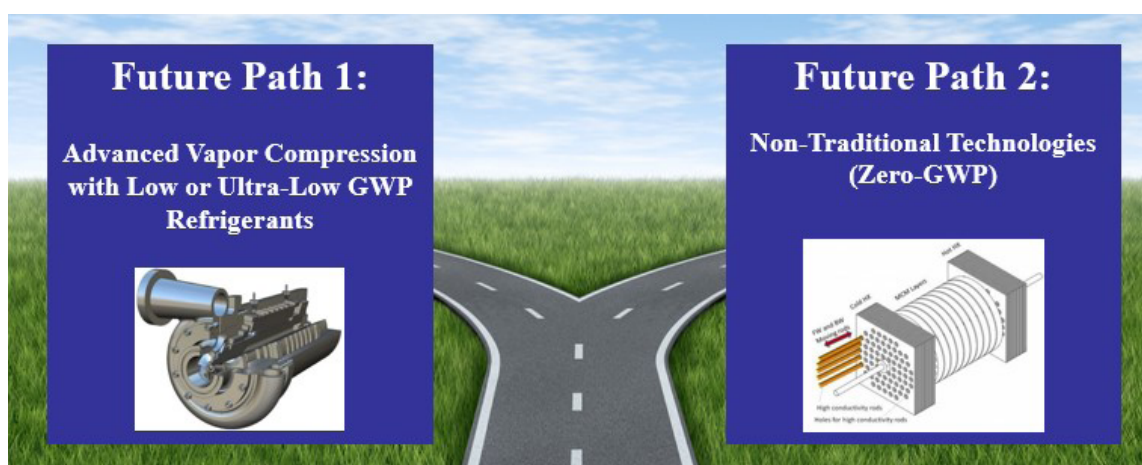 Future Path 1:
Advanced Vapor Compression
with Low or Ultra-Low GWP
Refrigerants
Future Path 2:
Non-Traditional Technologies
(Zero-GWP)
Hot HE
MCM Layers
Cold HE
FW and BW
Moving rods
High conductivity rods
Holes for high conductivity rods